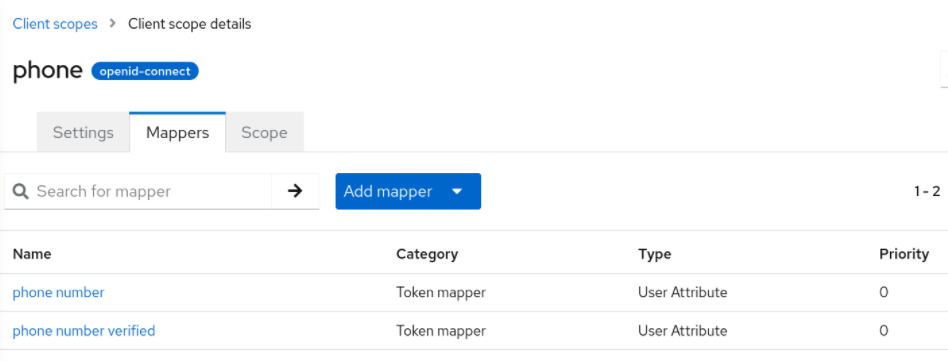 Client scopes > Client scope details
phone openid-connect
Settings Mappers Scope
Search for mapper Add mapper 1 - 2
Name Category Type Priority
phone number Token mapper User Attribute 0
phone number verified Token mapper User Attribute 0